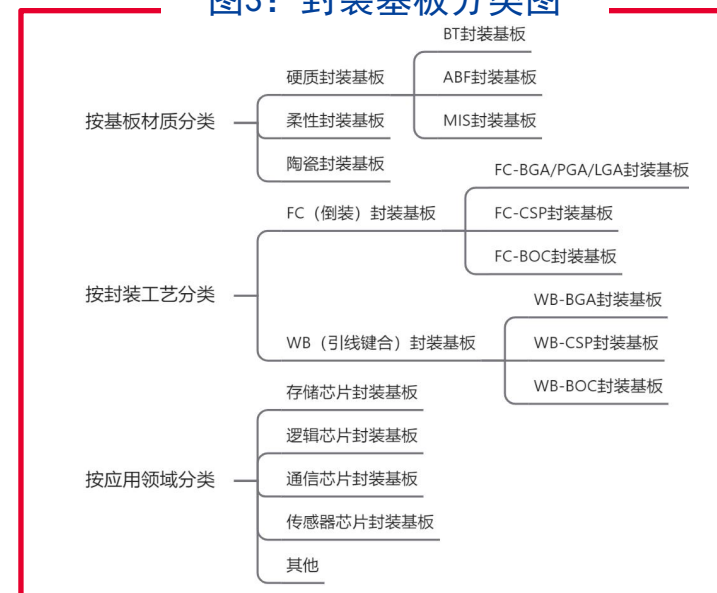 图3：封装基板分类图
按基板材质分类
硬质封装基板
BT封装基板
ABF封装基板
MIS封装基板
柔性封装基板
陶瓷封装基板
按封装工艺分类
FC（倒装）封装基板
FC-BGA/PGA/LGA封装基板
FC-CSP封装基板
FC-BOC封装基板
WB（引线键合）封装基板
WB-BGA封装基板
WB-CSP封装基板
WB-BOC封装基板
按应用领域分类
存储芯片封装基板
逻辑芯片封装基板
通信芯片封装基板
传感器芯片封装基板
其他